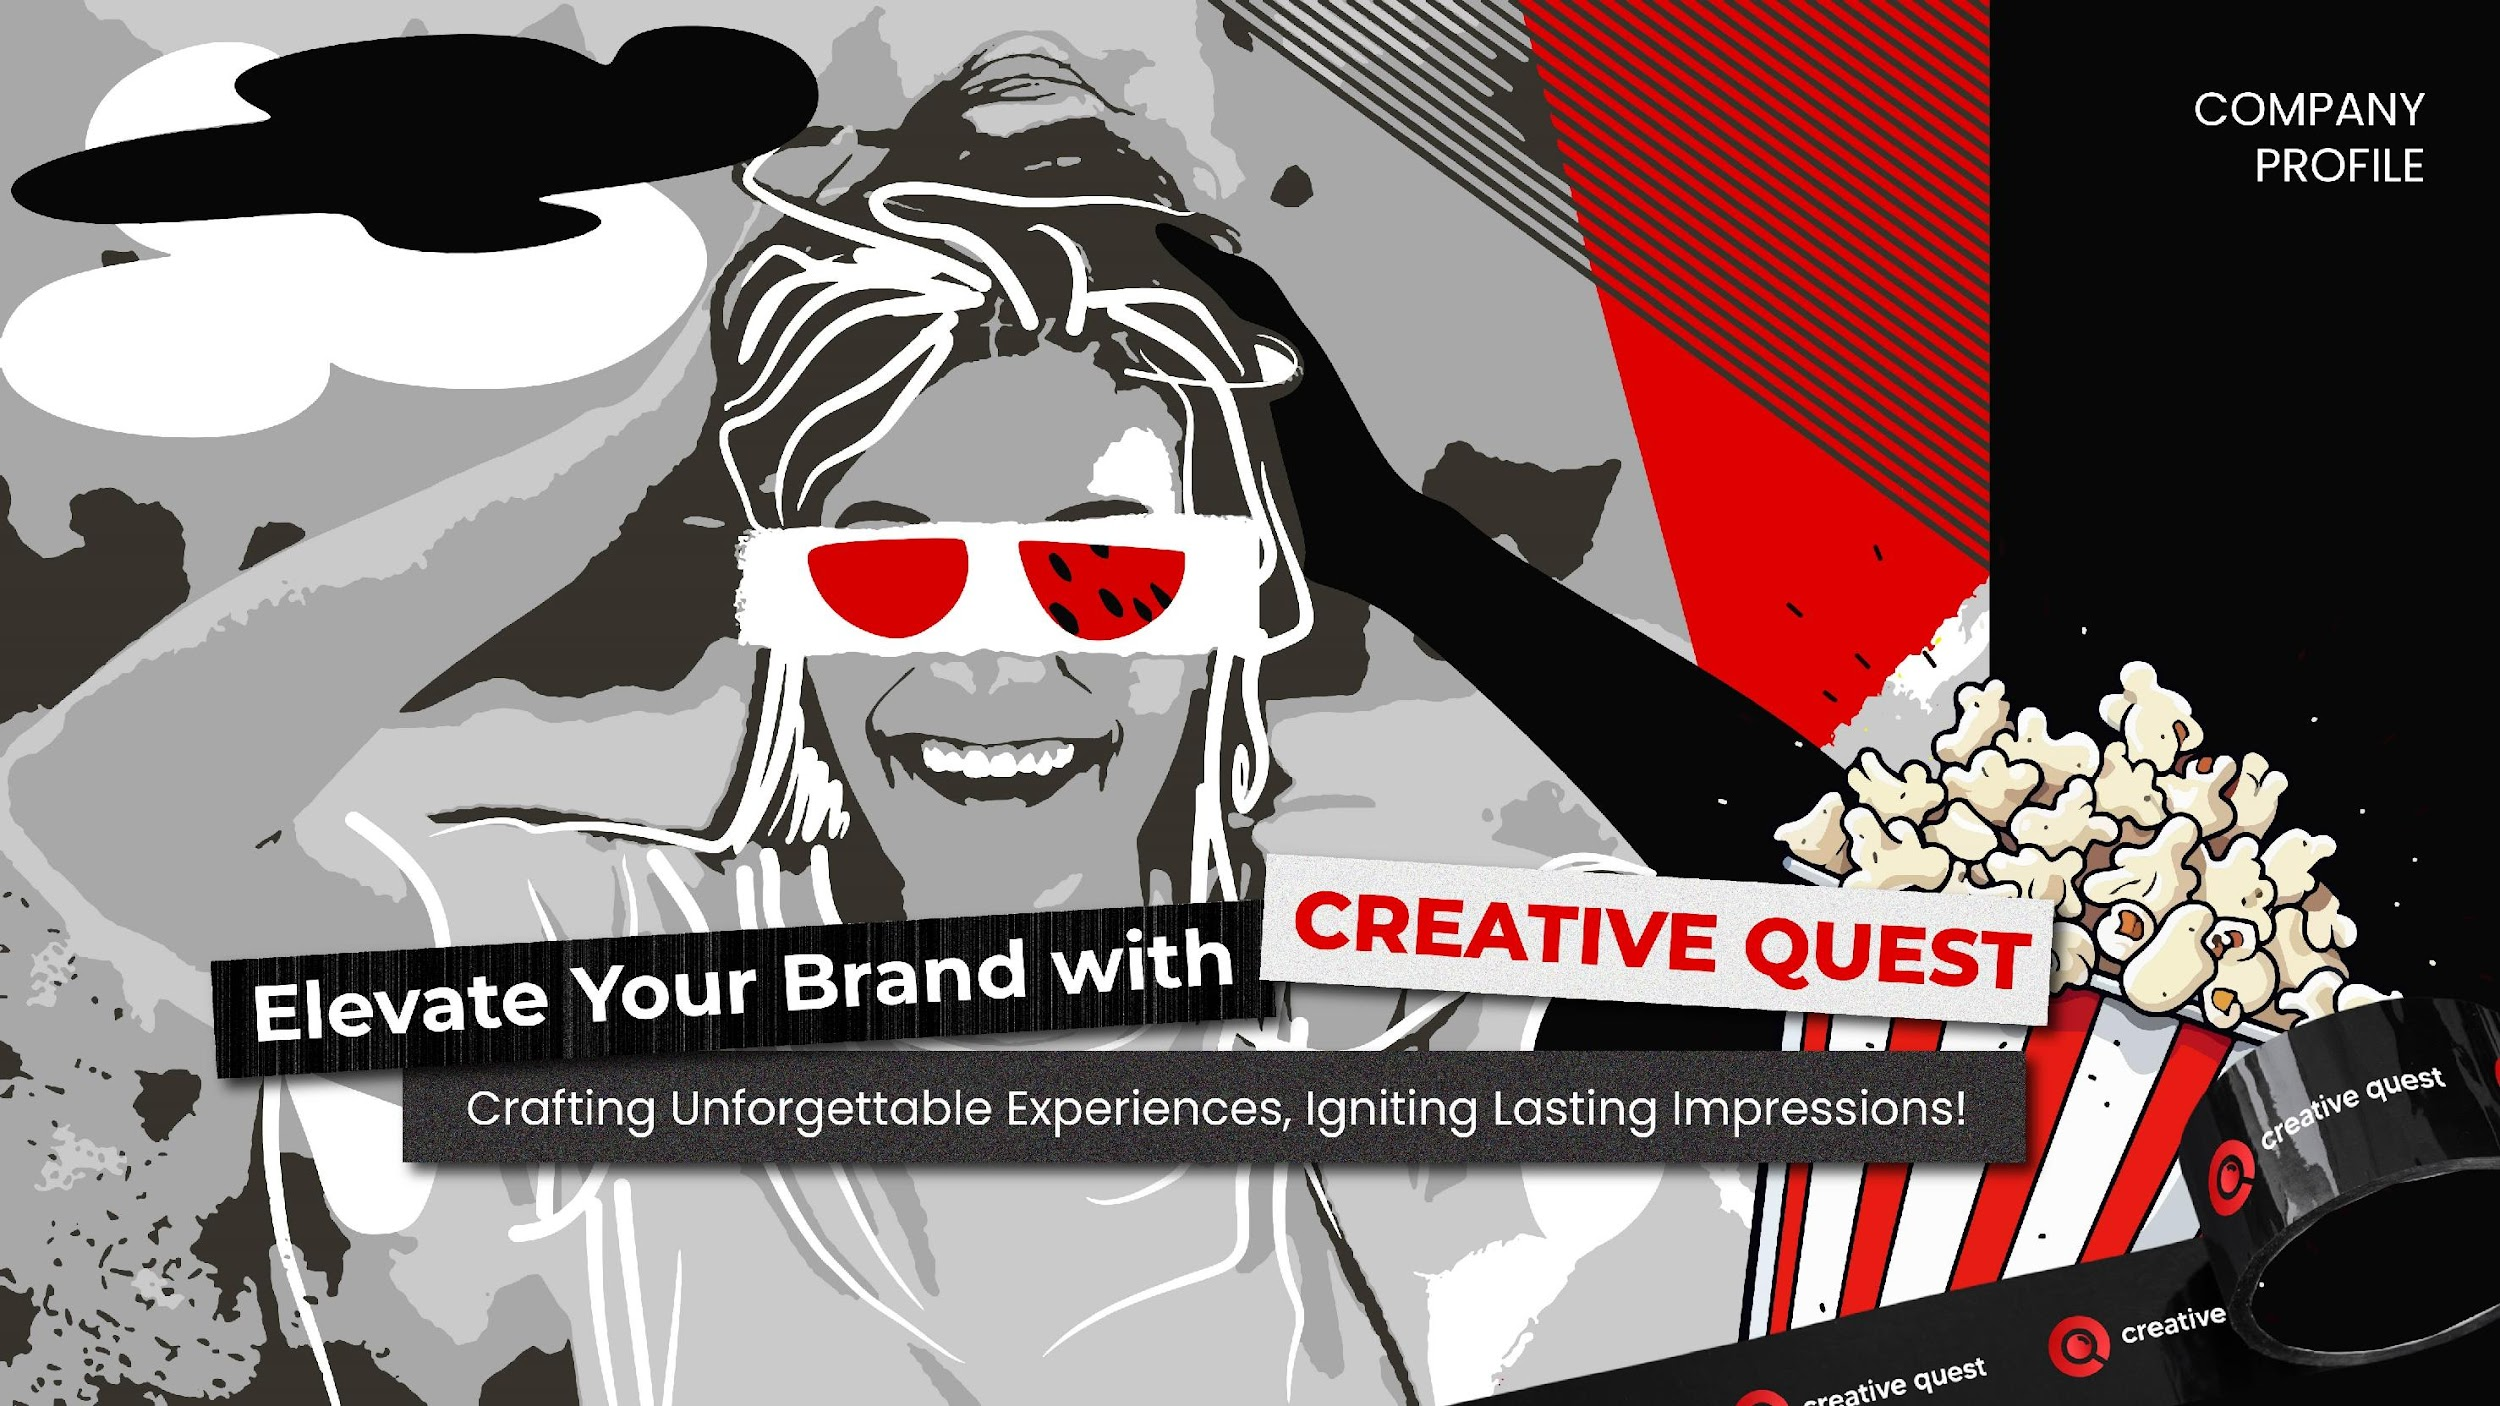 COMPANY
PROFILE
Elevate Your Brand with
CREATIVE QUEST
Crafting Unforgettable Experiences, Igniting Lasting Impressions!
creative quest
creative
creative quest